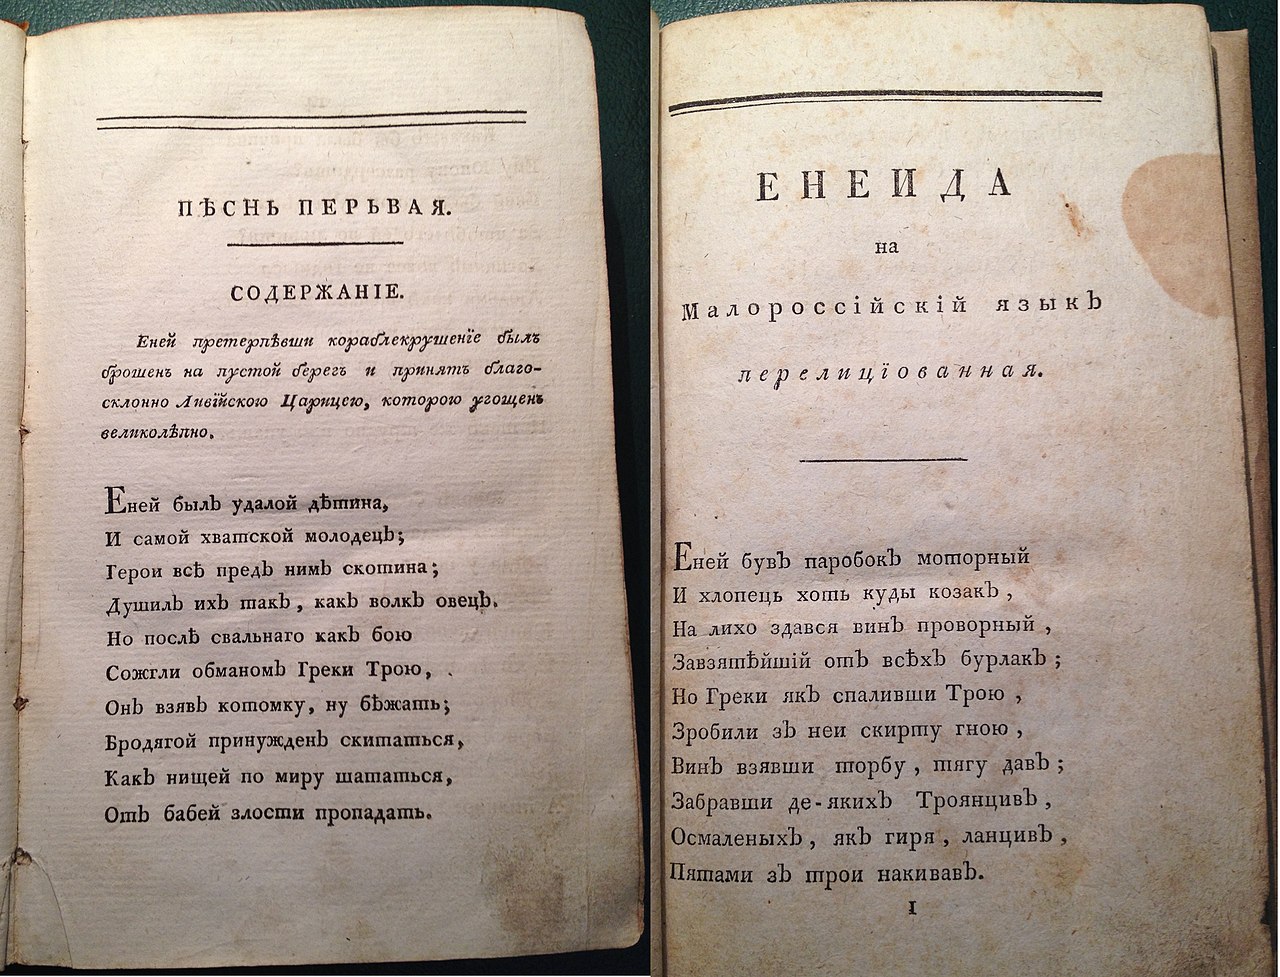 ПѢСНЬ ПЕРЬВАЯ.
СОДЕРЖАНІЕ.
Еней претерпѣвши кораблекрушенїе былъ
брошенъ на пустой берегъ и принятъ благо-
склонно Ливїйскою Царицею, которою угощенъ
великолѣпно.
Еней былъ удалой дѣтина,
И самой хватской молодецъ;
Герои всѣ предъ нимъ скотина;
Душилъ ихъ такъ, какъ волкъ овецъ.
Но послѣ свальнаго какъ бою
Сожгли обманомъ Греки Трою,
Онъ взявъ котомку, ну бѣжать;
Бродягой принужденъ скитаться,
Какъ нищей по миру шататься,
Отъ бабей злости пропадать.
ЕНЕИДА
на
Малороссїйскїй языкъ
перелицїованная.
Еней бувъ паробокъ моторный
И хлопець хоть куды козакъ,
На лихо здався винъ проворный,
Завзятѣйшїй отъ всѣхъ бурлакъ;
Но Греки якъ спаливши Трою,
Зробили зъ неи скирту гною,
Винъ взявши торбу, тягу давъ;
Забравши де-якихъ Троянцивъ,
Осмаленыхъ, якъ гиря, ланцивъ,
Пятами зъ трои накивавъ.
I